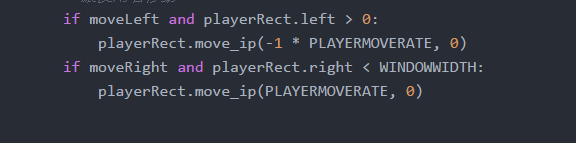 if moveLeft and playerRect.left > 0:
playerRect.move_ip(-1 * PLAYERMOVERATE, 0)
if moveRight and playerRect.right < WINDOWWIDTH:
playerRect.move_ip(PLAYERMOVERATE, 0)